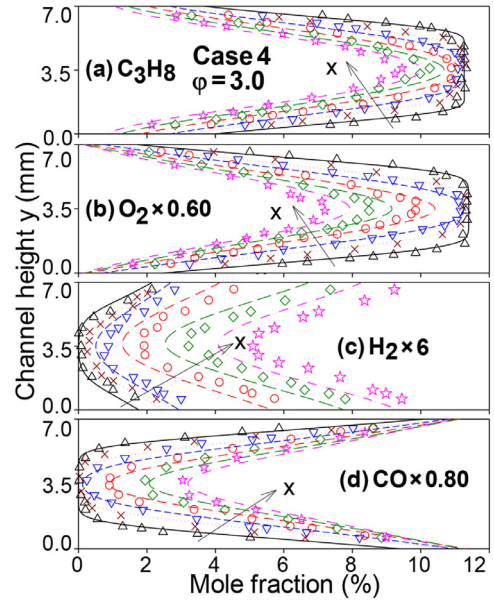 7.0
3.5
0.0
(a) C₃H₈
Case 4
φ = 3.0
X
7.0
3.5
0.0
(b) O₂ × 0.60
X
7.0
3.5
0.0
(c) H₂ × 6
X
7.0
3.5
0.0
(d) CO × 0.80
X
0 2 4 6 8 10 12
Mole fraction (%)
Channel height y (mm)